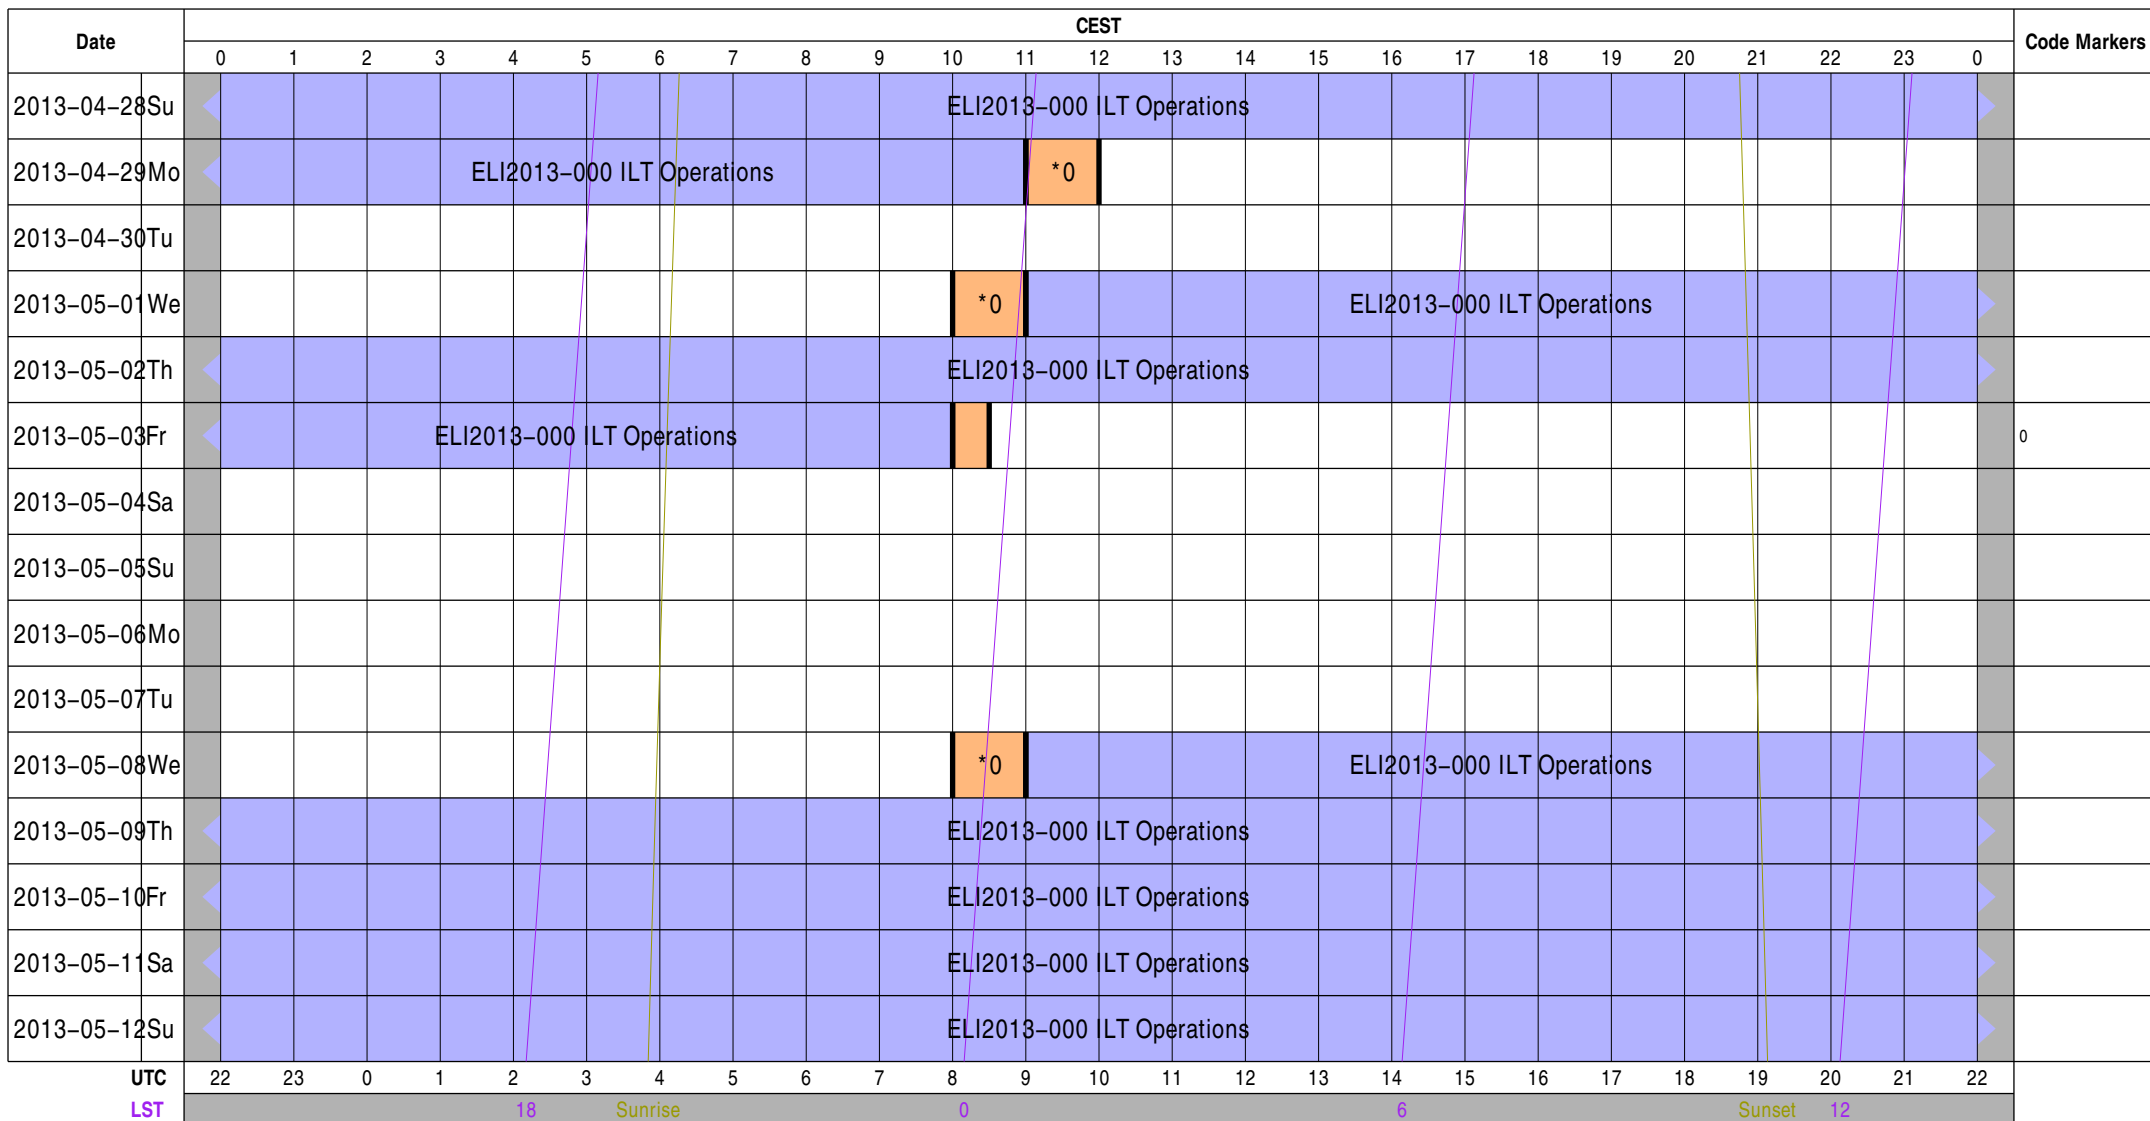 Date CEST Code Markers
0 1 2 3 4 5 6 7 8 9 10 11 12 13 14 15 16 17 18 19 20 21 22 23 0
2013-04-28Su ELI2013-000 ILT Operations
2013-04-29Mo ELI2013-000 ILT Operations *0
2013-04-30Tu
2013-05-01We *0 ELI2013-000 ILT Operations
2013-05-02Th ELI2013-000 ILT Operations
2013-05-03Fr ELI2013-000 ILT Operations 0
2013-05-04Sa
2013-05-05Su
2013-05-06Mo
2013-05-07Tu
2013-05-08We *0 ELI2013-000 ILT Operations
2013-05-09Th ELI2013-000 ILT Operations
2013-05-10Fr ELI2013-000 ILT Operations
2013-05-11Sa ELI2013-000 ILT Operations
2013-05-12Su ELI2013-000 ILT Operations
UTC 22 23 0 1 2 3 4 5 6 7 8 9 10 11 12 13 14 15 16 17 18 19 20 21 22
LST 18 Sunrise 0 6 Sunset 12